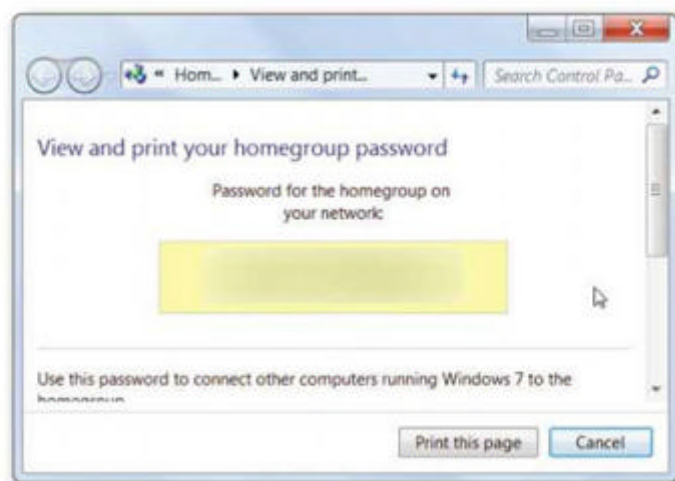 « Hom... ▸ View and print...
Search Control Pa...
View and print your homegroup password
Password for the homegroup on
your network:
Use this password to connect other computers running Windows 7 to the
homegroup
Print this page
Cancel